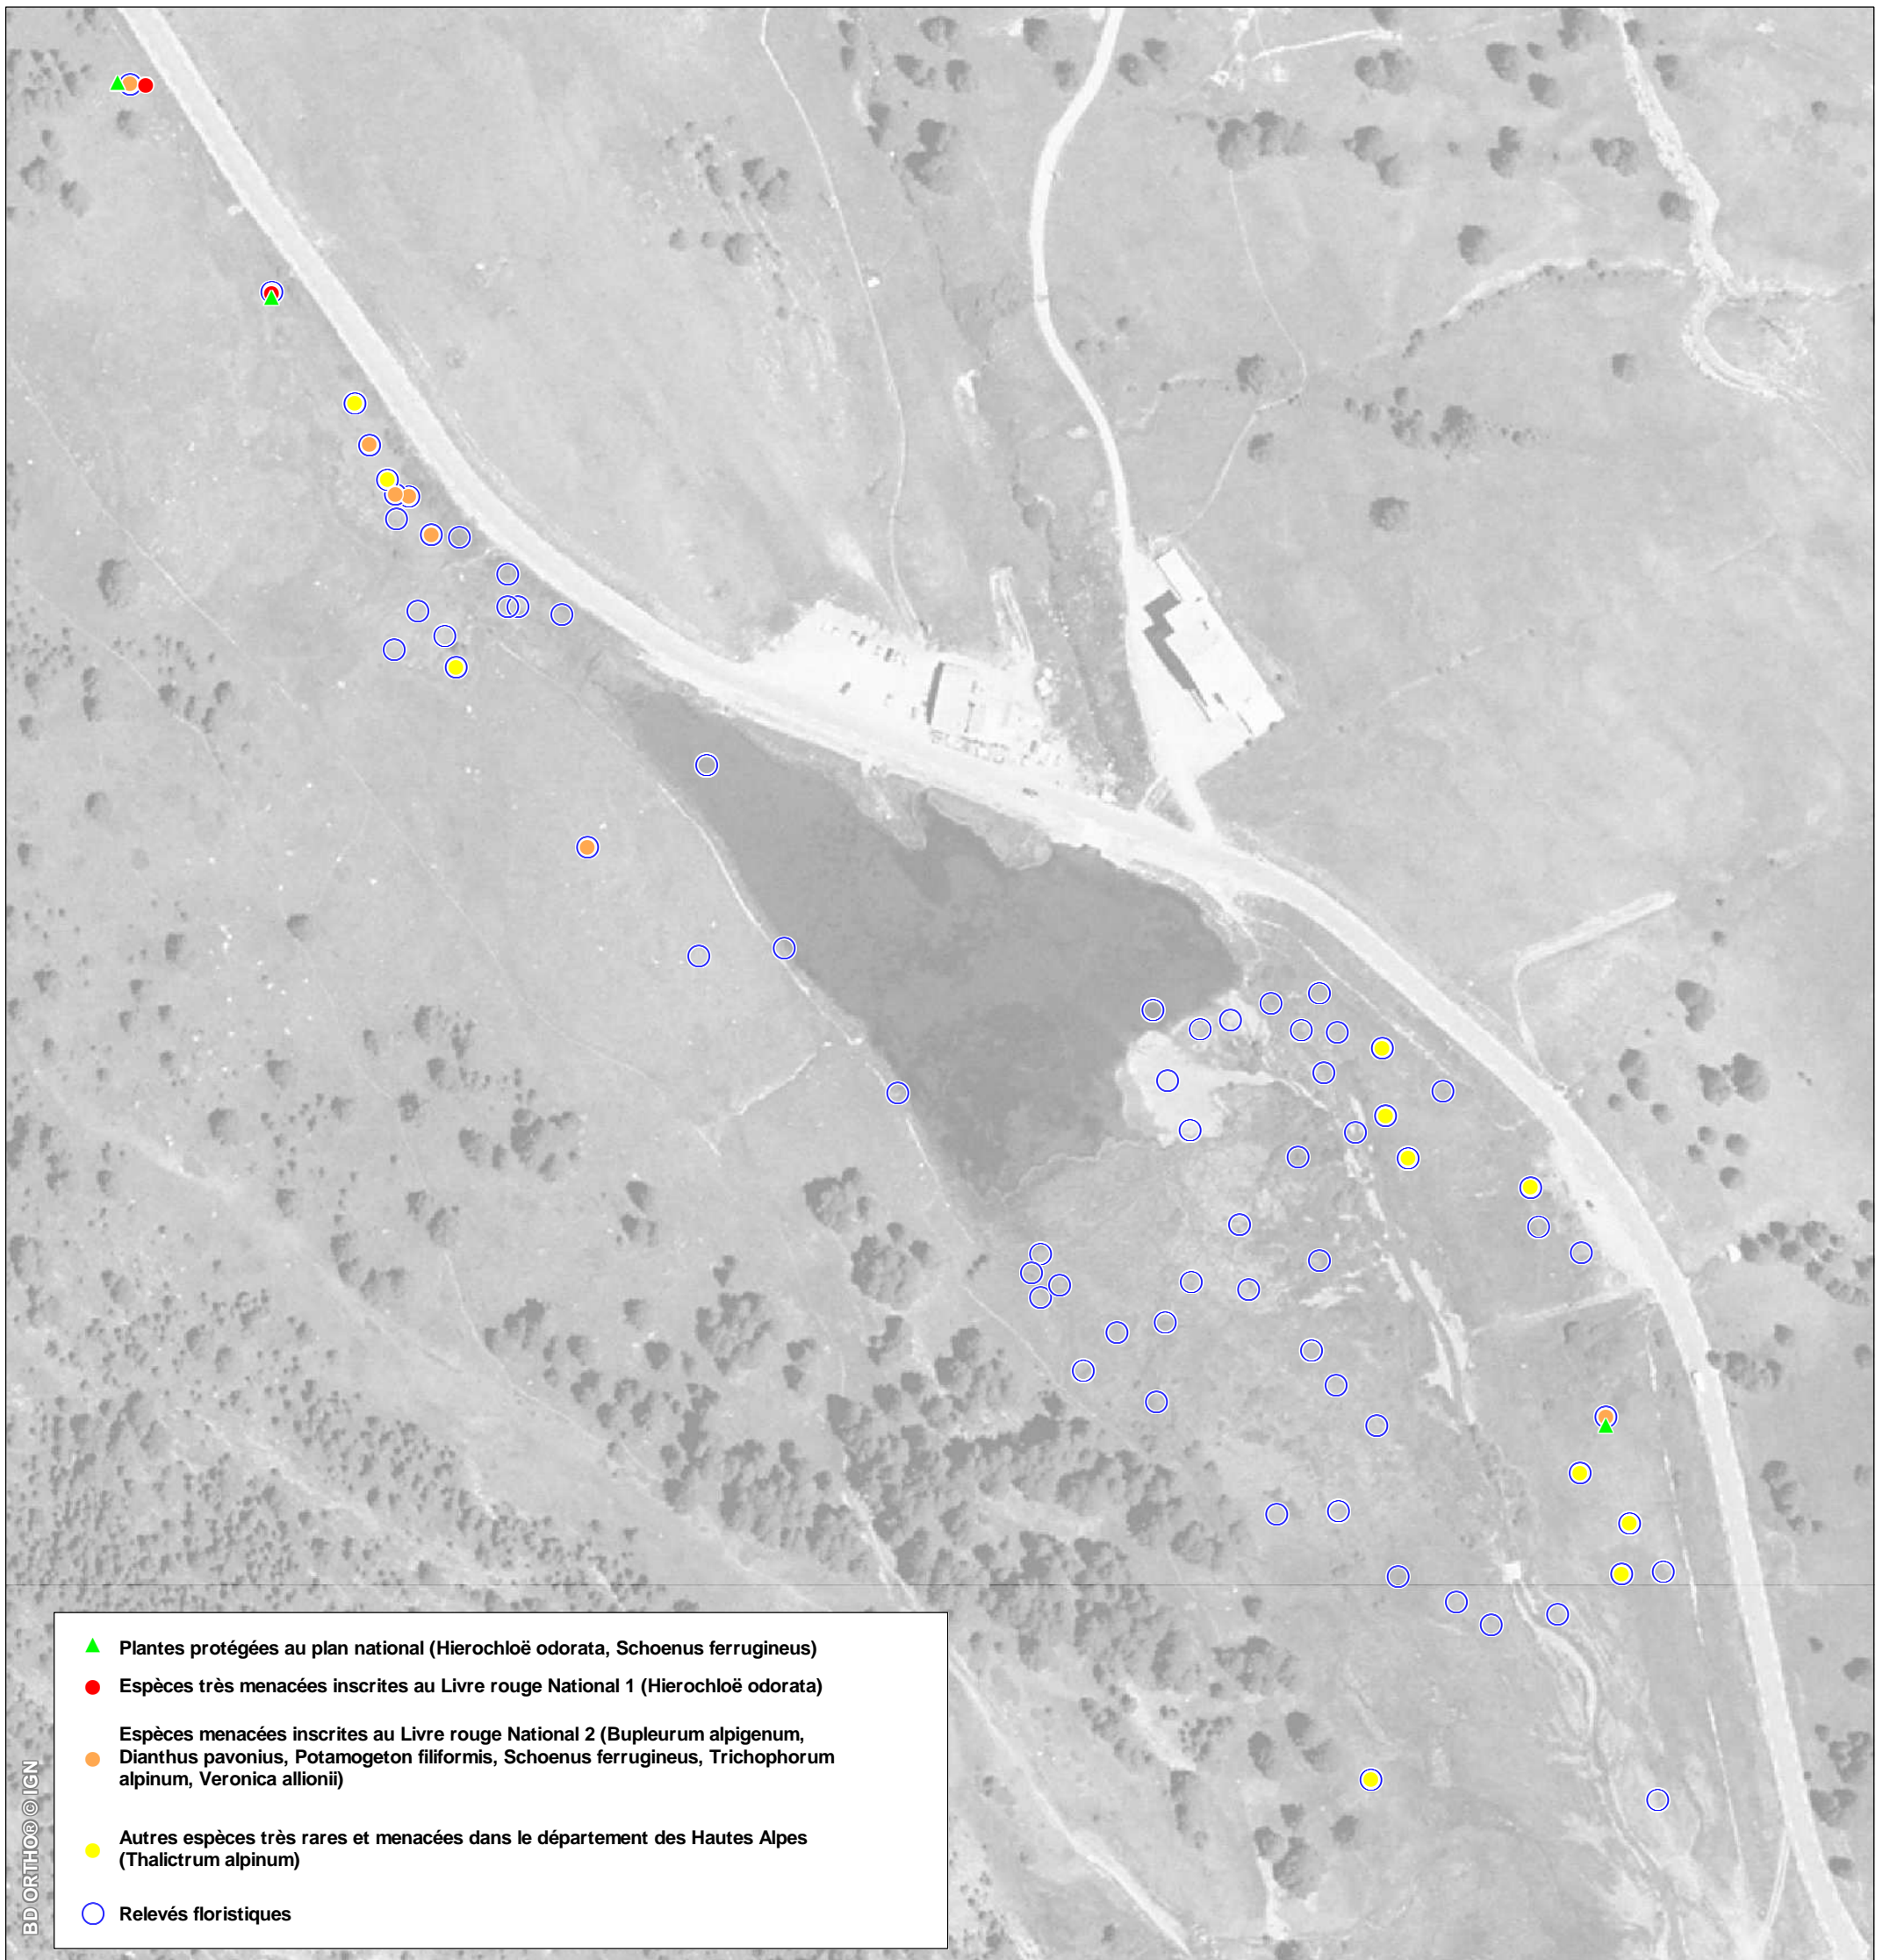 Plantes protégées au plan national (Hierochloë odorata, Schoenus ferrugineus)
Espèces très menacées inscrites au Livre rouge National 1 (Hierochloë odorata)
Espèces menacées inscrites au Livre rouge National 2 (Bupleurum alpigenum,
Dianthus pavonius, Potamogeton filiformis, Schoenus ferrugineus, Trichophorum
alpinum, Veronica allionii)
Autres espèces très rares et menacées dans le département des Hautes Alpes
(Thalictrum alpinum)
Relevés floristiques
BD ORTHO® © IGN